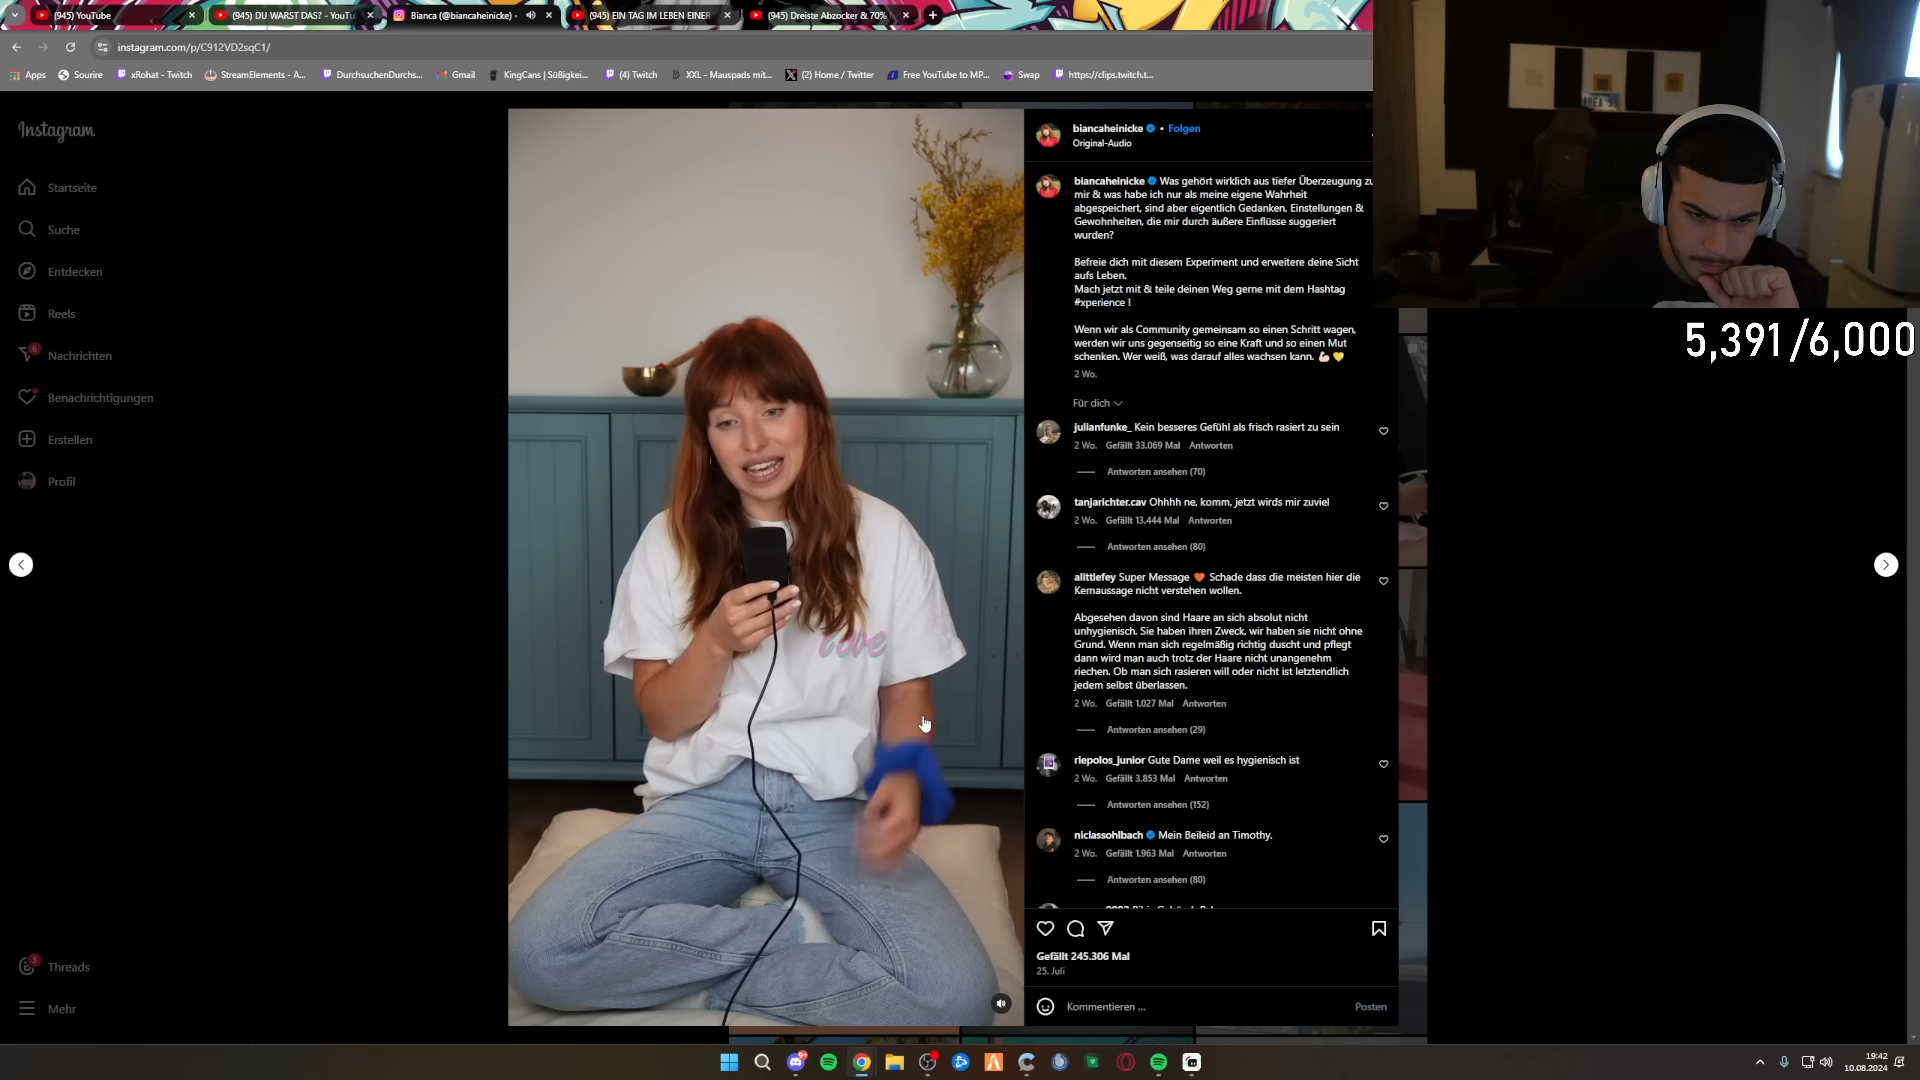 (945) YouTube
(945) DU WARST DAS? - YouTu
Bianca (@biancaheinicke) -
(945) EIN TAG IM LEBEN EINER
(945) Dreiste Abzocker & 70%
instagram.com/p/C912VD2sqC1/
Apps
Sourire
xRohat - Twitch
StreamElements - A...
DurchsuchenDurchs...
Gmail
KingCans | Süßigkei...
(4) Twitch
XXL - Mauspads mit...
(2) Home / Twitter
Free YouTube to MP...
Swap
https://clips.twitch.t...
Instagram
Startseite
Suche
Entdecken
Reels
6
Nachrichten
Benachrichtigungen
Erstellen
Profil
3
Threads
Mehr
love
biancaheinicke • Folgen
Original-Audio
biancaheinicke Was gehört wirklich aus tiefer Überzeugung zu
mir & was habe ich nur als meine eigene Wahrheit
abgespeichert, sind aber eigentlich Gedanken, Einstellungen &
Gewohnheiten, die mir durch äußere Einflüsse suggeriert
wurden?
Befreie dich mit diesem Experiment und erweitere deine Sicht
aufs Leben.
Mach jetzt mit & teile deinen Weg gerne mit dem Hashtag
#xperience !
Wenn wir als Community gemeinsam so einen Schritt wagen,
werden wir uns gegenseitig so eine Kraft und so einen Mut
schenken. Wer weiß, was darauf alles wachsen kann. 💪🏻 💛
2 Wo.
Für dich
julianfunke_ Kein besseres Gefühl als frisch rasiert zu sein
2 Wo. Gefällt 33.069 Mal Antworten
Antworten ansehen (70)
tanjarichter.cav Ohhhh ne, komm, jetzt wirds mir zuviel
2 Wo. Gefällt 13.444 Mal Antworten
Antworten ansehen (80)
alittlefey Super Message ❤️ Schade dass die meisten hier die
Kernaussage nicht verstehen wollen.
Abgesehen davon sind Haare an sich absolut nicht
unhygienisch. Sie haben ihren Zweck, wir haben sie nicht ohne
Grund. Wenn man sich regelmäßig richtig duscht und pflegt
dann wird man auch trotz der Haare nicht unangenehm
riechen. Ob man sich rasieren will oder nicht ist letztendlich
jedem selbst überlassen.
2 Wo. Gefällt 1.027 Mal Antworten
Antworten ansehen (29)
riepolos_junior Gute Dame weil es hygienisch ist
2 Wo. Gefällt 3.853 Mal Antworten
Antworten ansehen (152)
niclassohlbach Mein Beileid an Timothy.
2 Wo. Gefällt 1.963 Mal Antworten
Antworten ansehen (80)
Gefällt 245.306 Mal
25. Juli
Kommentieren ...
Posten
5,391/6,000
19:42
10.08.2024